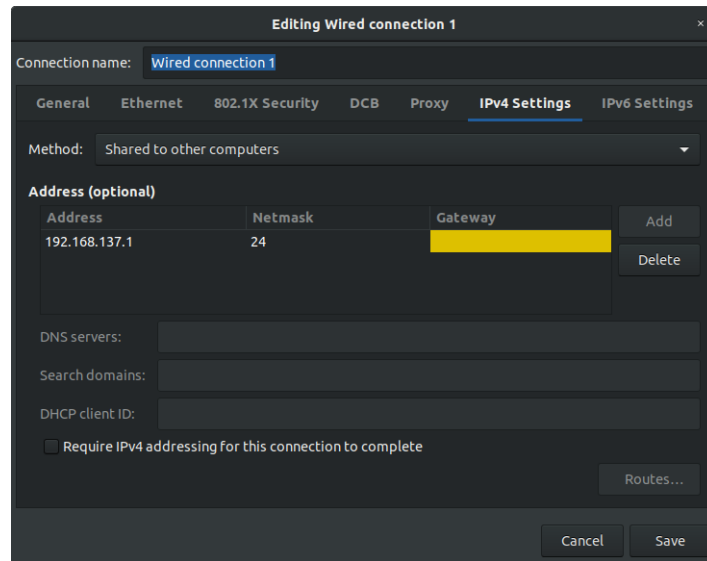 Editing Wired connection 1 ×
Connection name: Wired connection 1
General Ethernet 802.1X Security DCB Proxy IPv4 Settings IPv6 Settings
Method: Shared to other computers
Address (optional)
Address Netmask Gateway Add
192.168.137.1 24
Delete
DNS servers:
Search domains:
DHCP client ID:
Require IPv4 addressing for this connection to complete
Routes...
Cancel Save